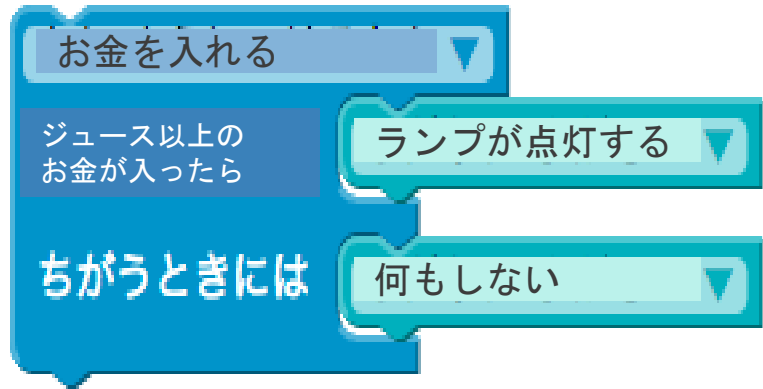 お金を入れる
ジュース以上の
お金が入ったら
ランプが点灯する
ちがうときには
何もしない